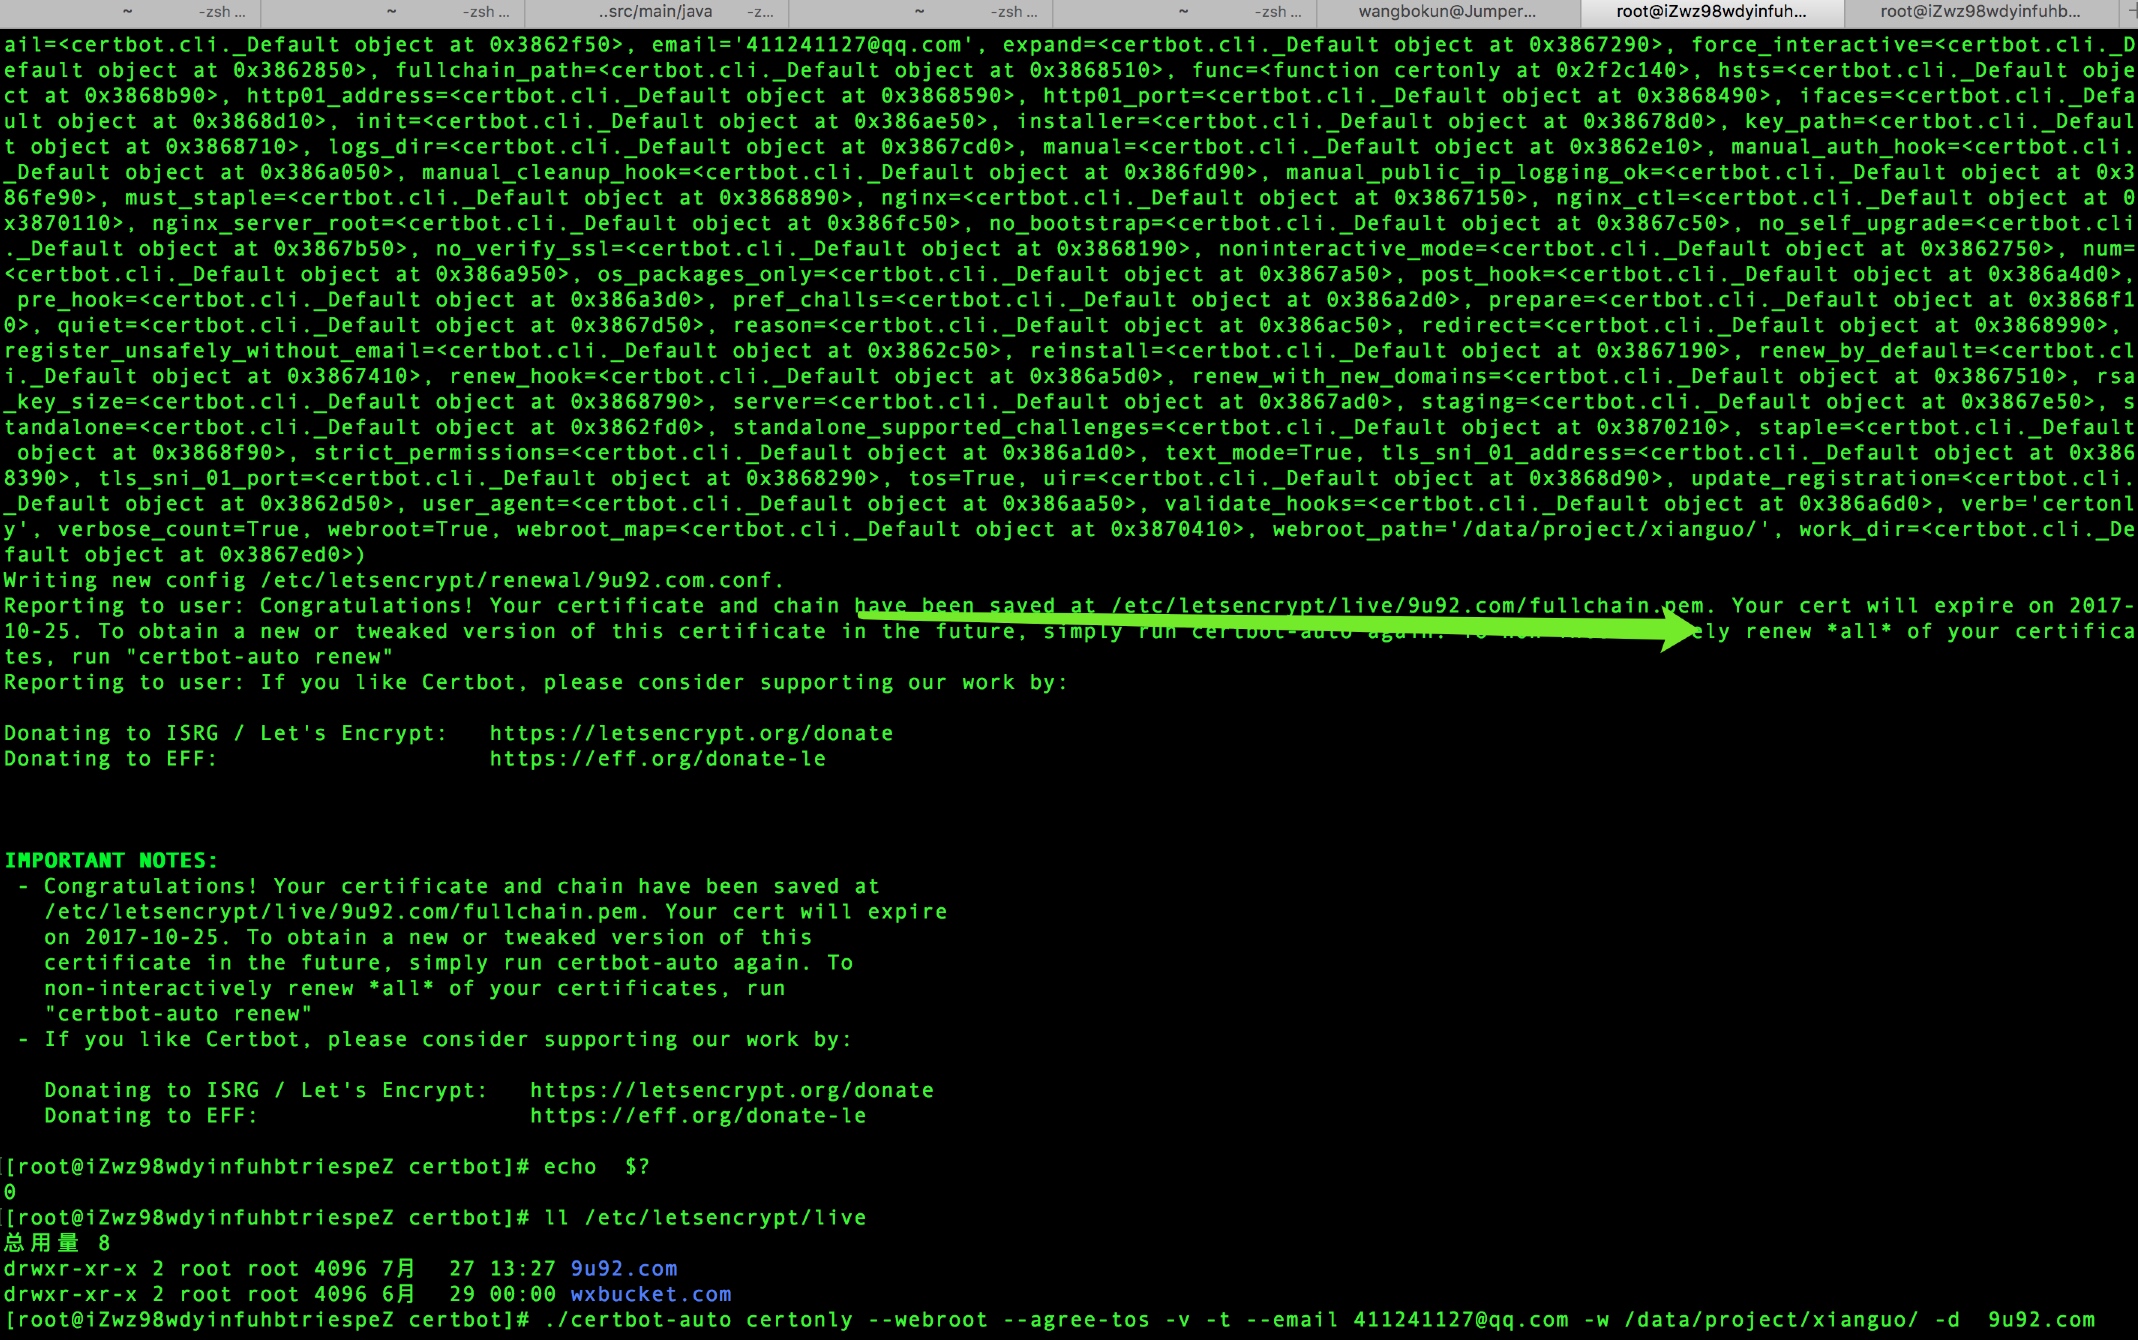 ~ -zsh ... ~ -zsh ... ..src/main/java -z... ~ -zsh ... ~ -zsh ... wangbokun@Jumper... root@iZwz98wdyinfuh... root@iZwz98wdyinfuhb...
ail=<certbot.cli._Default object at 0x3862f50>, email='411241127@qq.com', expand=<certbot.cli._Default object at 0x3867290>, force_interactive=<certbot.cli._D
efault object at 0x3862850>, fullchain_path=<certbot.cli._Default object at 0x3868510>, func=<function certonly at 0x2f2c140>, hsts=<certbot.cli._Default obje
ct at 0x3868b90>, http01_address=<certbot.cli._Default object at 0x3868590>, http01_port=<certbot.cli._Default object at 0x3868490>, ifaces=<certbot.cli._Defa
ult object at 0x3868d10>, init=<certbot.cli._Default object at 0x386ae50>, installer=<certbot.cli._Default object at 0x38678d0>, key_path=<certbot.cli._Defaul
t object at 0x3868710>, logs_dir=<certbot.cli._Default object at 0x3867cd0>, manual=<certbot.cli._Default object at 0x3862e10>, manual_auth_hook=<certbot.cli.
_Default object at 0x386a050>, manual_cleanup_hook=<certbot.cli._Default object at 0x386fd90>, manual_public_ip_logging_ok=<certbot.cli._Default object at 0x3
86fe90>, must_staple=<certbot.cli._Default object at 0x3868890>, nginx=<certbot.cli._Default object at 0x3867150>, nginx_ctl=<certbot.cli._Default object at 0
x3870110>, nginx_server_root=<certbot.cli._Default object at 0x386fc50>, no_bootstrap=<certbot.cli._Default object at 0x3867c50>, no_self_upgrade=<certbot.cli
._Default object at 0x3867b50>, no_verify_ssl=<certbot.cli._Default object at 0x3868190>, noninteractive_mode=<certbot.cli._Default object at 0x3862750>, num=
<certbot.cli._Default object at 0x386a950>, os_packages_only=<certbot.cli._Default object at 0x3867a50>, post_hook=<certbot.cli._Default object at 0x386a4d0>,
 pre_hook=<certbot.cli._Default object at 0x386a3d0>, pref_challs=<certbot.cli._Default object at 0x386a2d0>, prepare=<certbot.cli._Default object at 0x3868f1
0>, quiet=<certbot.cli._Default object at 0x3867d50>, reason=<certbot.cli._Default object at 0x386ac50>, redirect=<certbot.cli._Default object at 0x3868990>,
register_unsafely_without_email=<certbot.cli._Default object at 0x3862c50>, reinstall=<certbot.cli._Default object at 0x3867190>, renew_by_default=<certbot.cl
i._Default object at 0x3867410>, renew_hook=<certbot.cli._Default object at 0x386a5d0>, renew_with_new_domains=<certbot.cli._Default object at 0x3867510>, rsa
_key_size=<certbot.cli._Default object at 0x3868790>, server=<certbot.cli._Default object at 0x3867ad0>, staging=<certbot.cli._Default object at 0x3867e50>, s
tandalone=<certbot.cli._Default object at 0x3862fd0>, standalone_supported_challenges=<certbot.cli._Default object at 0x3870210>, staple=<certbot.cli._Default
 object at 0x3868f90>, strict_permissions=<certbot.cli._Default object at 0x386a1d0>, text_mode=True, tls_sni_01_address=<certbot.cli._Default object at 0x386
8390>, tls_sni_01_port=<certbot.cli._Default object at 0x3868290>, tos=True, uir=<certbot.cli._Default object at 0x3868d90>, update_registration=<certbot.cli.
_Default object at 0x3862d50>, user_agent=<certbot.cli._Default object at 0x386aa50>, validate_hooks=<certbot.cli._Default object at 0x386a6d0>, verb='certonl
y', verbose_count=True, webroot=True, webroot_map=<certbot.cli._Default object at 0x3870410>, webroot_path='/data/project/xianguo/', work_dir=<certbot.cli._De
fault object at 0x3867ed0>)
Writing new config /etc/letsencrypt/renewal/9u92.com.conf.
Reporting to user: Congratulations! Your certificate and chain have been saved at /etc/letsencrypt/live/9u92.com/fullchain.pem. Your cert will expire on 2017-
10-25. To obtain a new or tweaked version of this certificate in the future, simply run certbot-auto again. ely renew *all* of your certifica
tes, run "certbot-auto renew"
Reporting to user: If you like Certbot, please consider supporting our work by:
Donating to ISRG / Let's Encrypt:   https://letsencrypt.org/donate
Donating to EFF:                    https://eff.org/donate-le
IMPORTANT NOTES:
 - Congratulations! Your certificate and chain have been saved at
   /etc/letsencrypt/live/9u92.com/fullchain.pem. Your cert will expire
   on 2017-10-25. To obtain a new or tweaked version of this
   certificate in the future, simply run certbot-auto again. To
   non-interactively renew *all* of your certificates, run
   "certbot-auto renew"
 - If you like Certbot, please consider supporting our work by:
   Donating to ISRG / Let's Encrypt:   https://letsencrypt.org/donate
   Donating to EFF:                    https://eff.org/donate-le
[root@iZwz98wdyinfuhbtriespeZ certbot]# echo  $?
0
[root@iZwz98wdyinfuhbtriespeZ certbot]# ll /etc/letsencrypt/live
总用量 8
drwxr-xr-x 2 root root 4096 7月  27 13:27 9u92.com
drwxr-xr-x 2 root root 4096 6月  29 00:00 wxbucket.com
[root@iZwz98wdyinfuhbtriespeZ certbot]# ./certbot-auto certonly --webroot --agree-tos -v -t --email 411241127@qq.com -w /data/project/xianguo/ -d  9u92.com